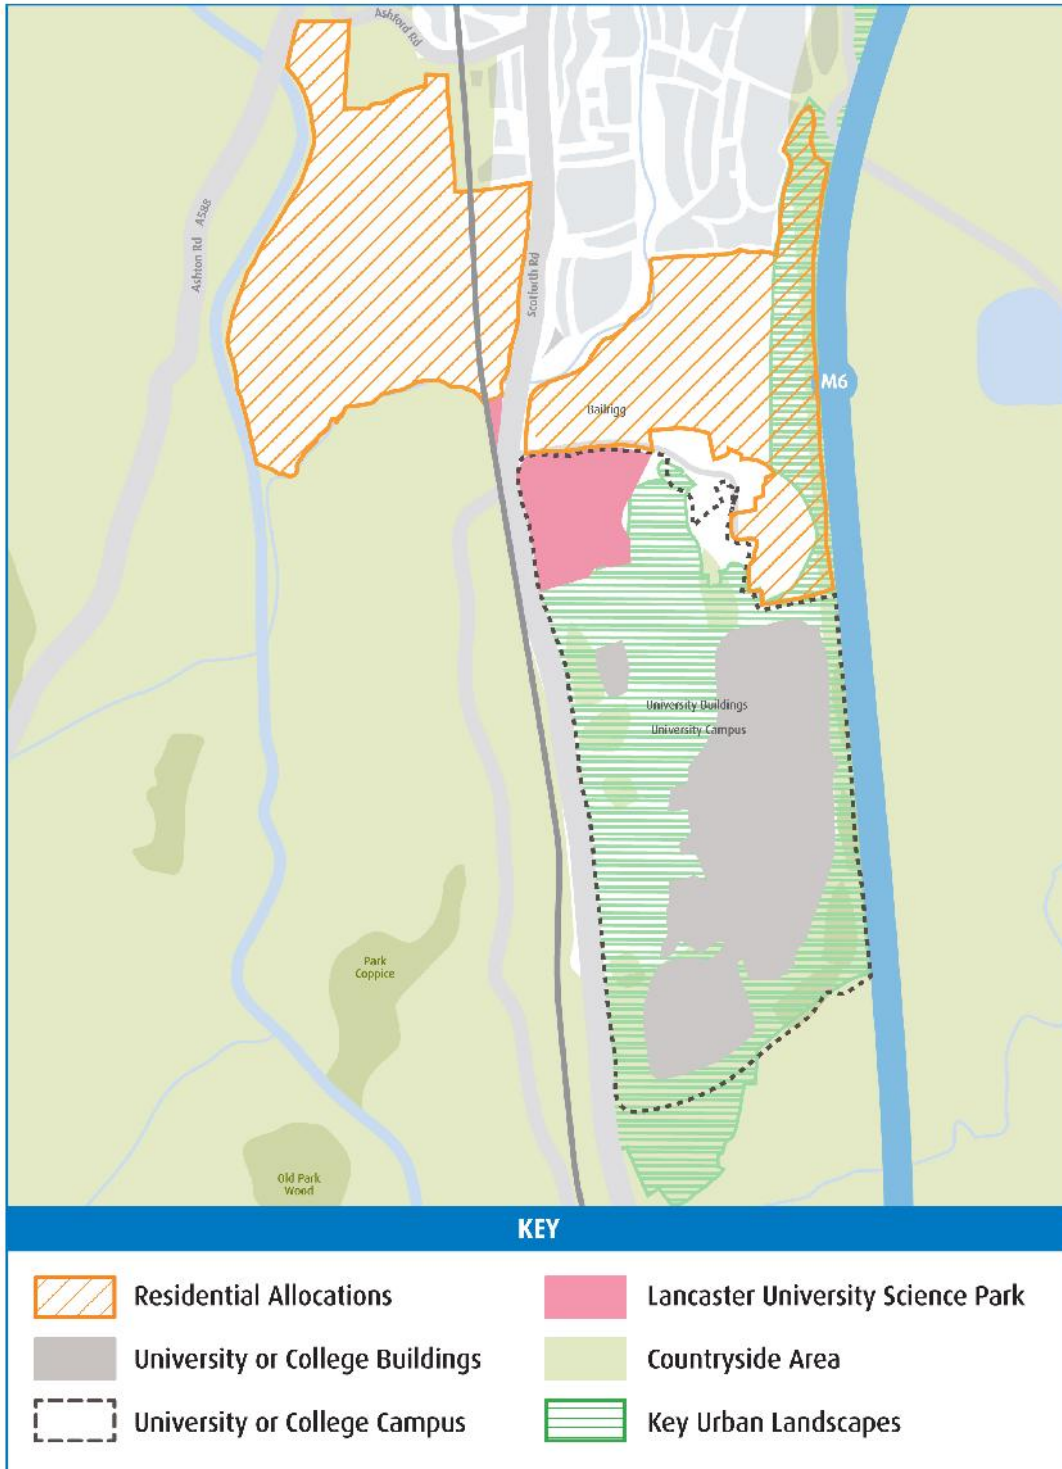 Ashford Rd
Ashton Rd A588
Scotforth Rd
M6
Bailrigg
University Buildings
University Campus
Park
Coppice
Old Park
Wood
KEY
Residential Allocations
Lancaster University Science Park
University or College Buildings
Countryside Area
University or College Campus
Key Urban Landscapes